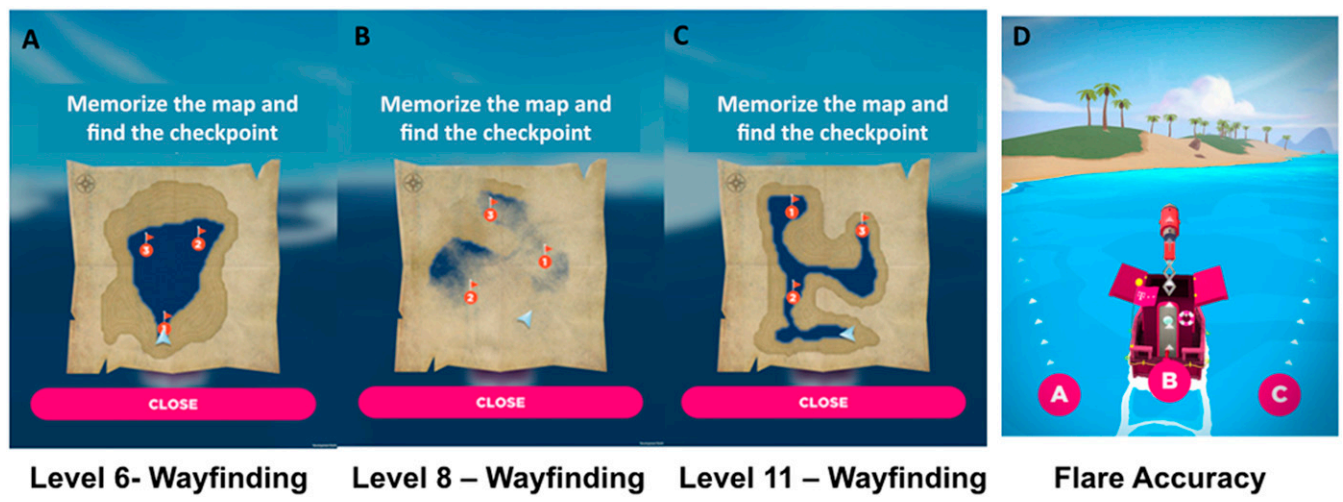 A
B
C
D
Memorize the map and
find the checkpoint
Memorize the map and
find the checkpoint
Memorize the map and
find the checkpoint
3
2
1
3
1
2
1
3
2
CLOSE
CLOSE
CLOSE
T
A
B
C
Level 6- Wayfinding
Level 8 – Wayfinding
Level 11 – Wayfinding
Flare Accuracy